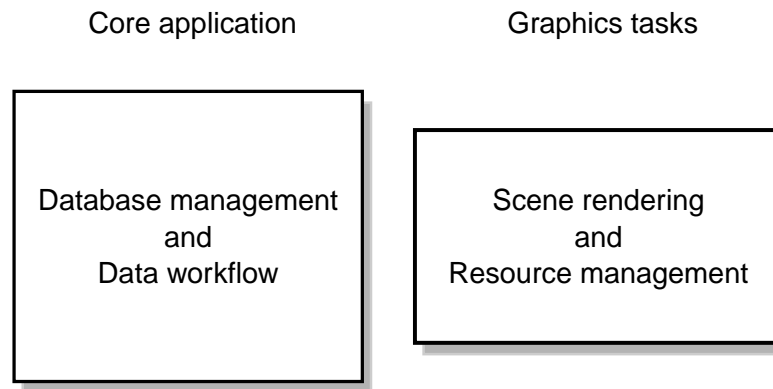 Core application
Graphics tasks
Database management
and
Data workflow
Scene rendering
and
Resource management